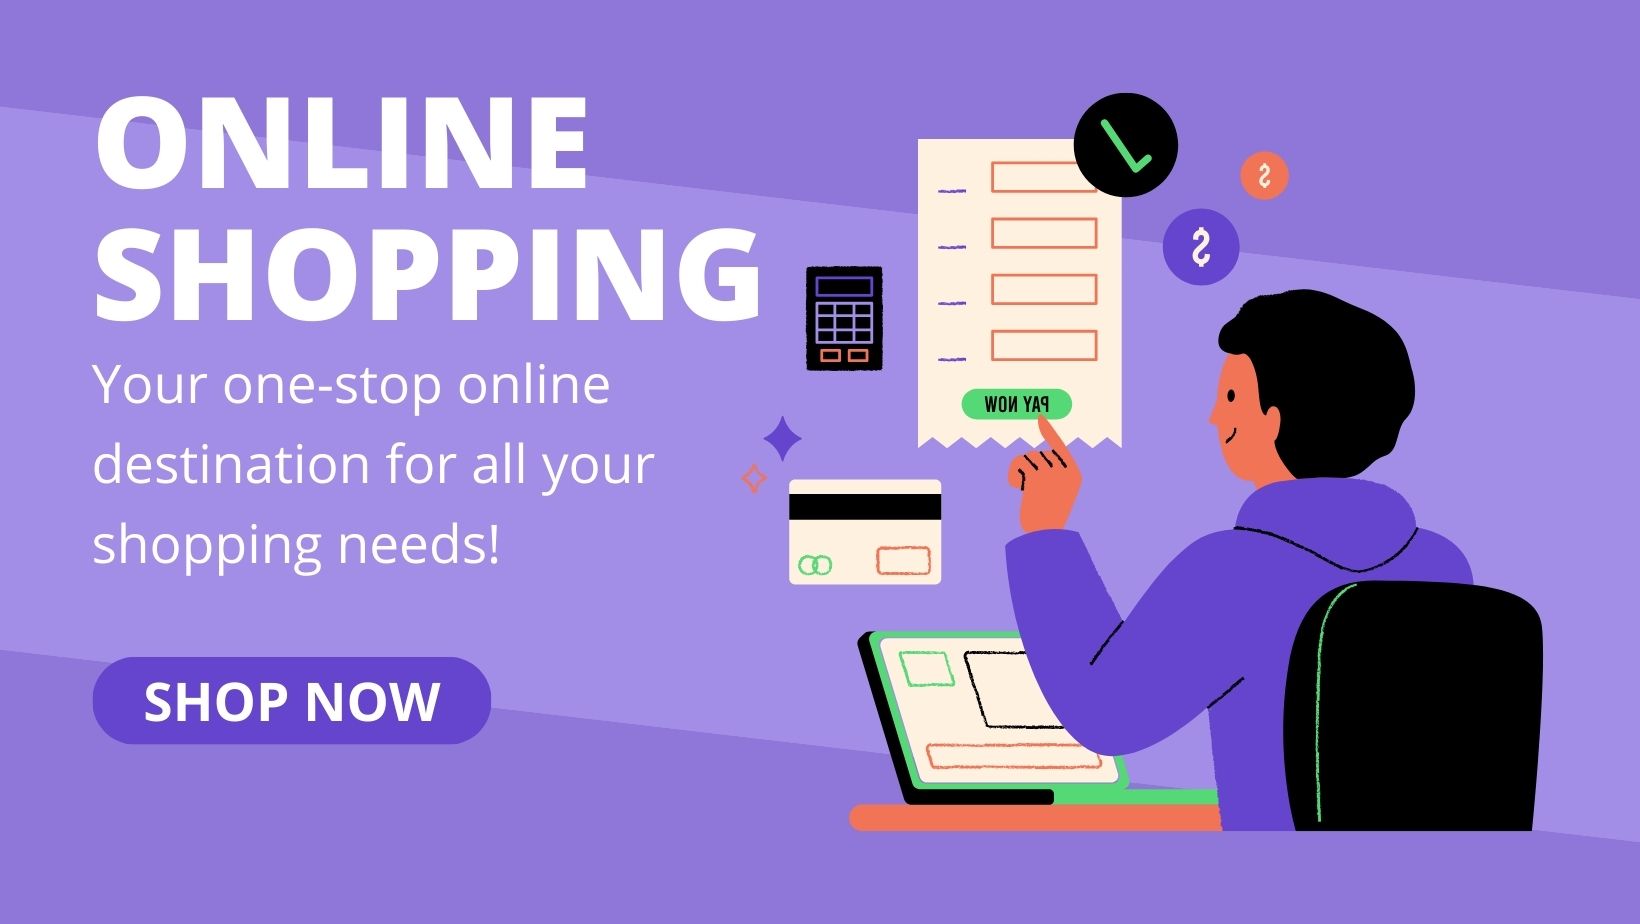 ONLINE
SHOPPING
Your one-stop online
destination for all your
shopping needs!
SHOP NOW
PAY NOW
$
$